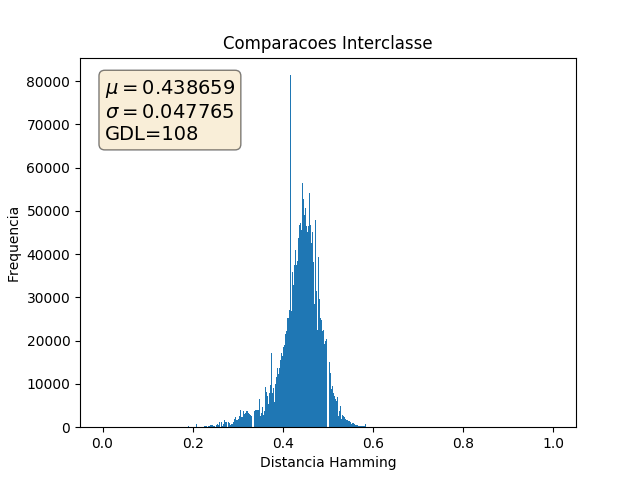 Comparacoes Interclasse
μ = 0.438659
σ = 0.047765
GDL=108
80000
70000
60000
50000
40000
30000
20000
10000
0
Frequencia
0.0 0.2 0.4 0.6 0.8 1.0
Distancia Hamming